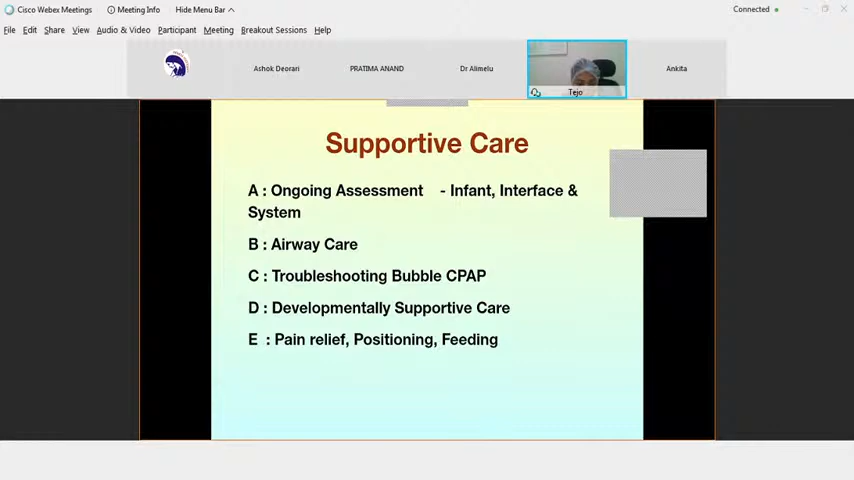 Cisco Webex Meetings Meeting Info Hide Menu Bar Connected
File Edit Share View Audio & Video Participant Meeting Breakout Sessions Help
Ashok Deorari PRATIMA ANAND Dr Alimelu Tejo Ankita
Supportive Care
A : Ongoing Assessment - Infant, Interface &
System
B : Airway Care
C : Troubleshooting Bubble CPAP
D : Developmentally Supportive Care
E : Pain relief, Positioning, Feeding